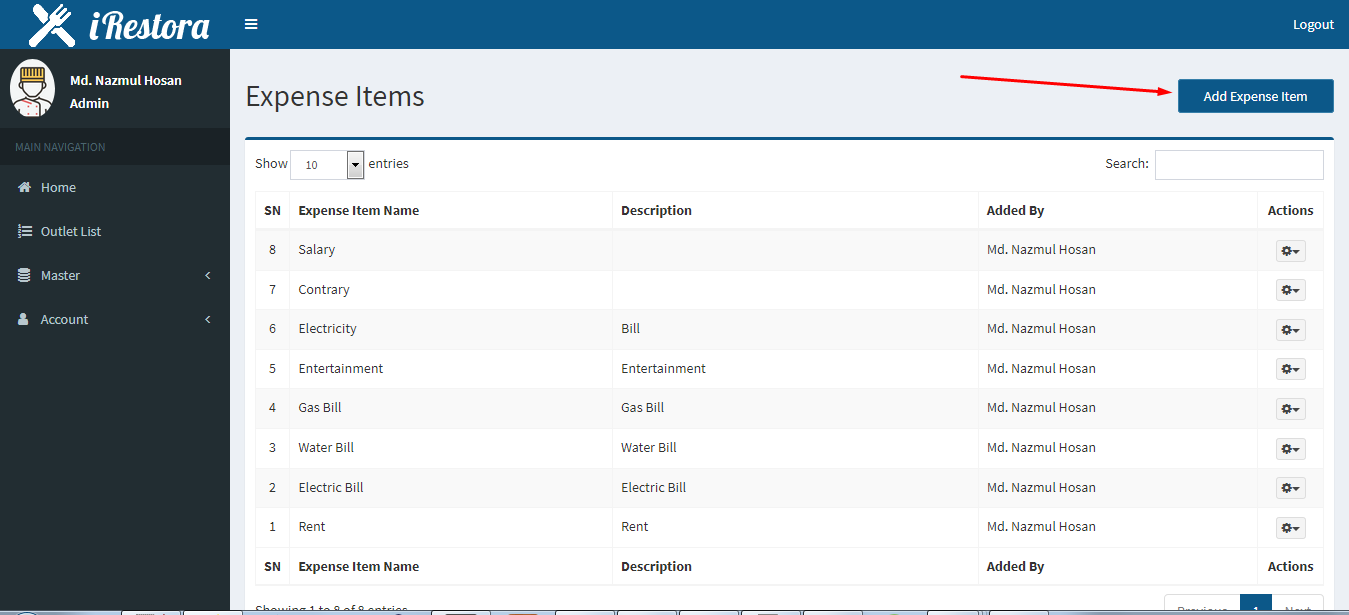 iRestora
Logout
Md. Nazmul Hosan
Admin
MAIN NAVIGATION
Home
Outlet List
Master
Account
Expense Items
Add Expense Item
Show 10 entries
Search:
SN Expense Item Name Description Added By Actions
8 Salary Md. Nazmul Hosan
7 Contrary Md. Nazmul Hosan
6 Electricity Bill Md. Nazmul Hosan
5 Entertainment Entertainment Md. Nazmul Hosan
4 Gas Bill Gas Bill Md. Nazmul Hosan
3 Water Bill Water Bill Md. Nazmul Hosan
2 Electric Bill Electric Bill Md. Nazmul Hosan
1 Rent Rent Md. Nazmul Hosan
SN Expense Item Name Description Added By Actions
Showing 1 to 8 of 8 entries
Previous 1 Next